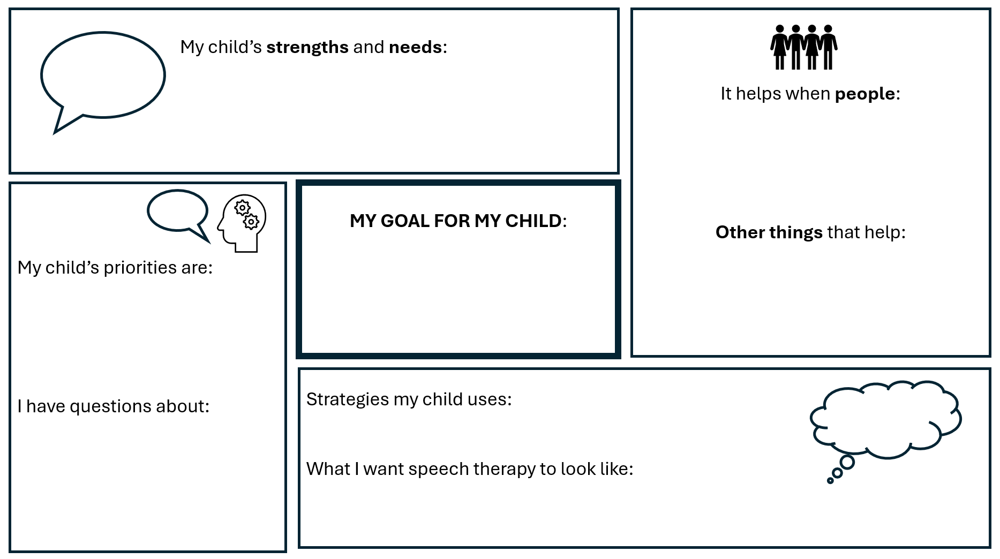 My child’s strengths and needs:
It helps when people:
Other things that help:
My child’s priorities are:
I have questions about:
MY GOAL FOR MY CHILD:
Strategies my child uses:
What I want speech therapy to look like: